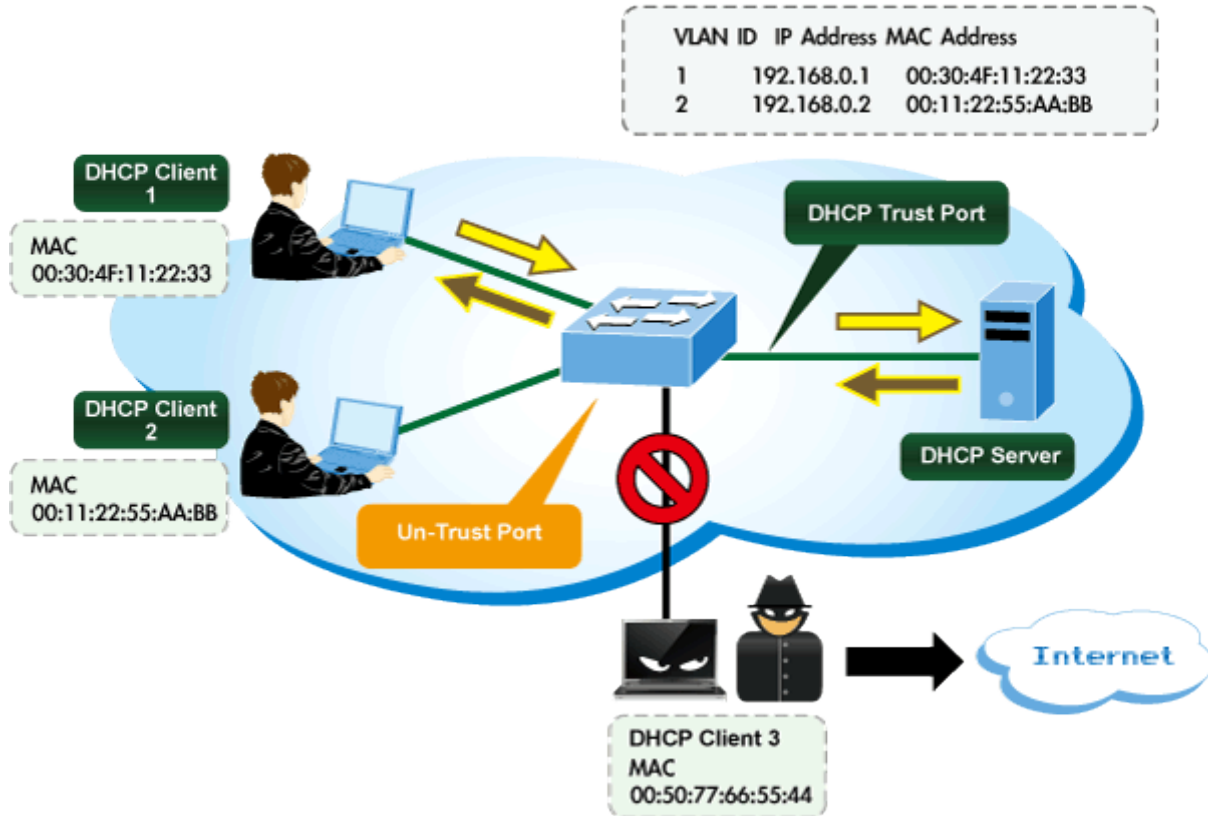 VLAN ID IP Address MAC Address
1 192.168.0.1 00:30:4F:11:22:33
2 192.168.0.2 00:11:22:55:AA:BB
DHCP Client
1
MAC
00:30:4F:11:22:33
DHCP Trust Port
DHCP Client
2
MAC
00:11:22:55:AA:BB
Un-Trust Port
DHCP Server
Internet
DHCP Client 3
MAC
00:50:77:66:55:44